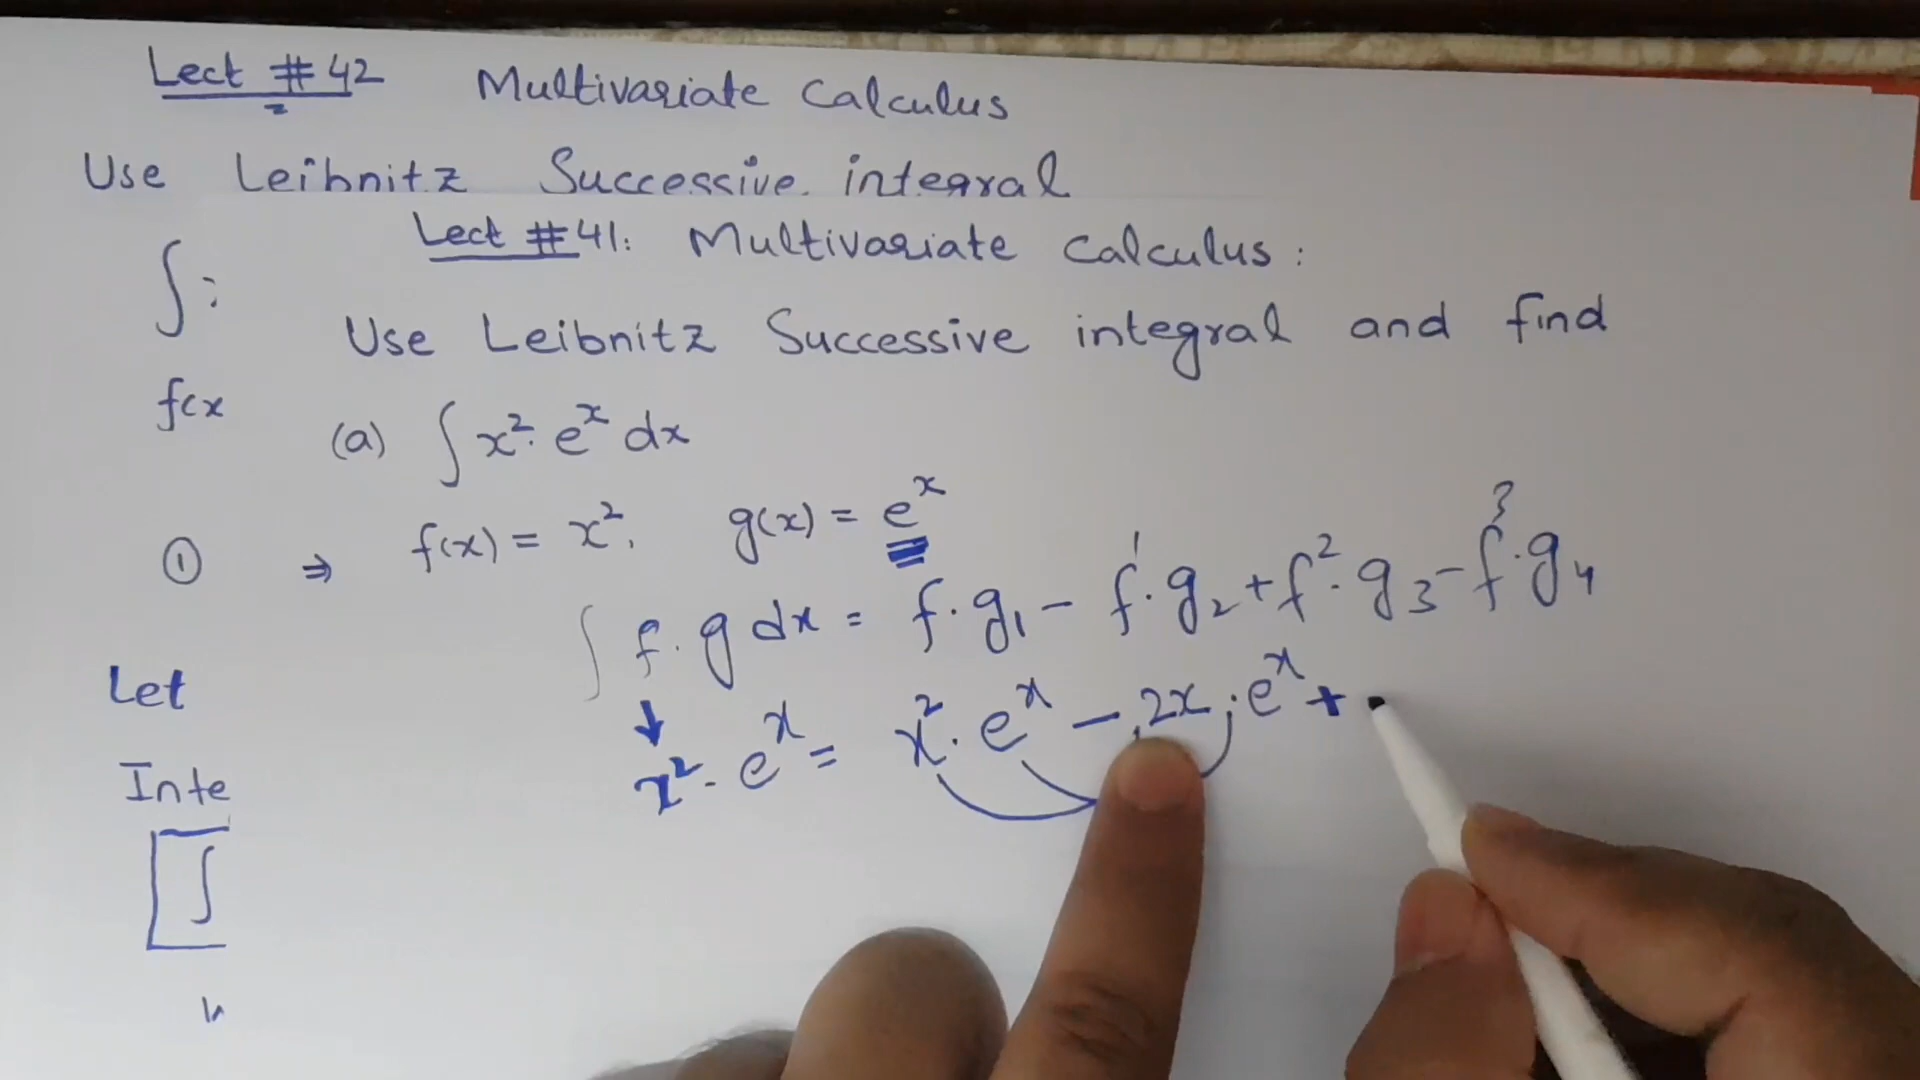 Lect #42 Multivariate Calculus
Use Leibnitz Successive integral
Lect #41: Multivariate Calculus:
∫
Use Leibnitz Successive integral and find
f(x
(a) ∫ x². eˣ dx
① ⇒ f(x) = x², g(x) = eˣ
∫ f. g dx = f. g₁ - f¹. g₂ + f². g₃ - f³. g₄
Let
↓
x². eˣ = x². eˣ - 2x . eˣ +
Inte
∫